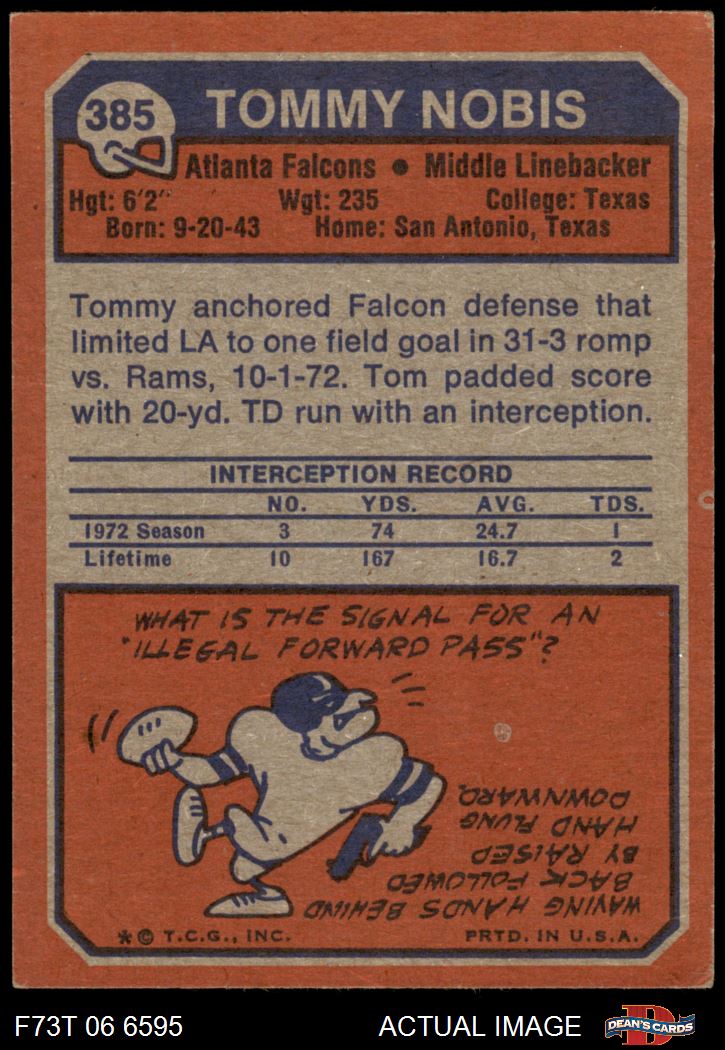 385 TOMMY NOBIS
Atlanta Falcons • Middle Linebacker
Hgt: 6'2" Wgt: 235 College: Texas
Born: 9-20-43 Home: San Antonio, Texas
Tommy anchored Falcon defense that
limited LA to one field goal in 31-3 romp
vs. Rams, 10-1-72. Tom padded score
with 20-yd. TD run with an interception.
INTERCEPTION RECORD
NO. YDS. AVG. TDS.
1972 Season 3 74 24.7 1
Lifetime 10 167 16.7 2
WHAT IS THE SIGNAL FOR AN
"ILLEGAL FORWARD PASS"?
WAVING HANDS BEHIND
BACK FOLLOWED
BY RAISED
HAND FLUNG
DOWNWARD.
* © T.C.G., INC. PRTD. IN U.S.A.
F73T 06 6595 ACTUAL IMAGE D DEAN'S CARDS